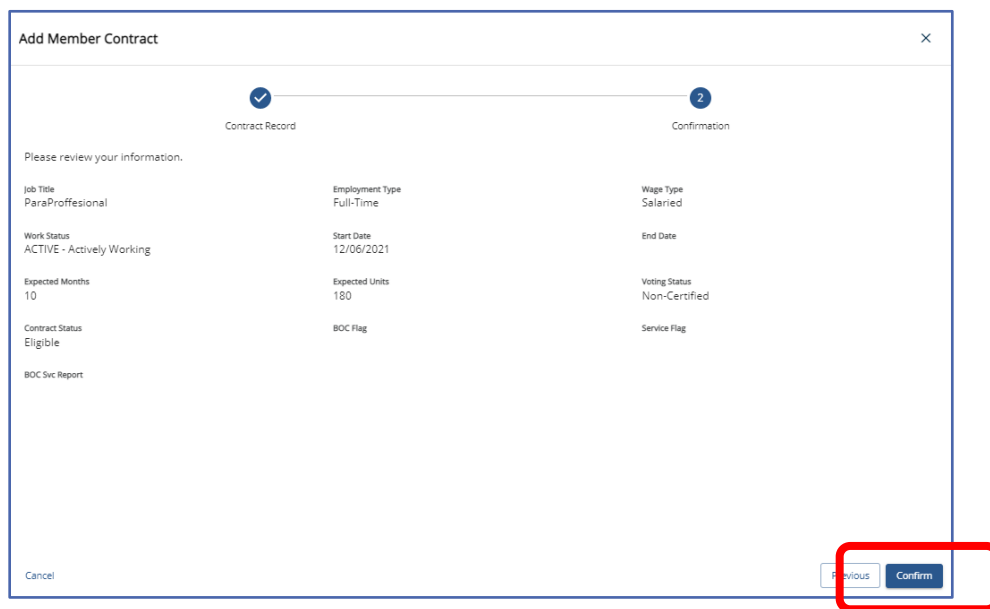 Add Member Contract
2
Contract Record
Confirmation
Please review your information.
Job Title
Employment Type
Wage Type
ParaProffesional
Full-Time
Salaried
Work Status
Start Date
End Date
ACTIVE - Actively Working
12/06/2021
Expected Months
Expected Units
Voting Status
10
180
Non-Certified
Contract Status
BOC Flag
Service Flag
Eligible
BOC Svc Report
Cancel
Previous
Confirm